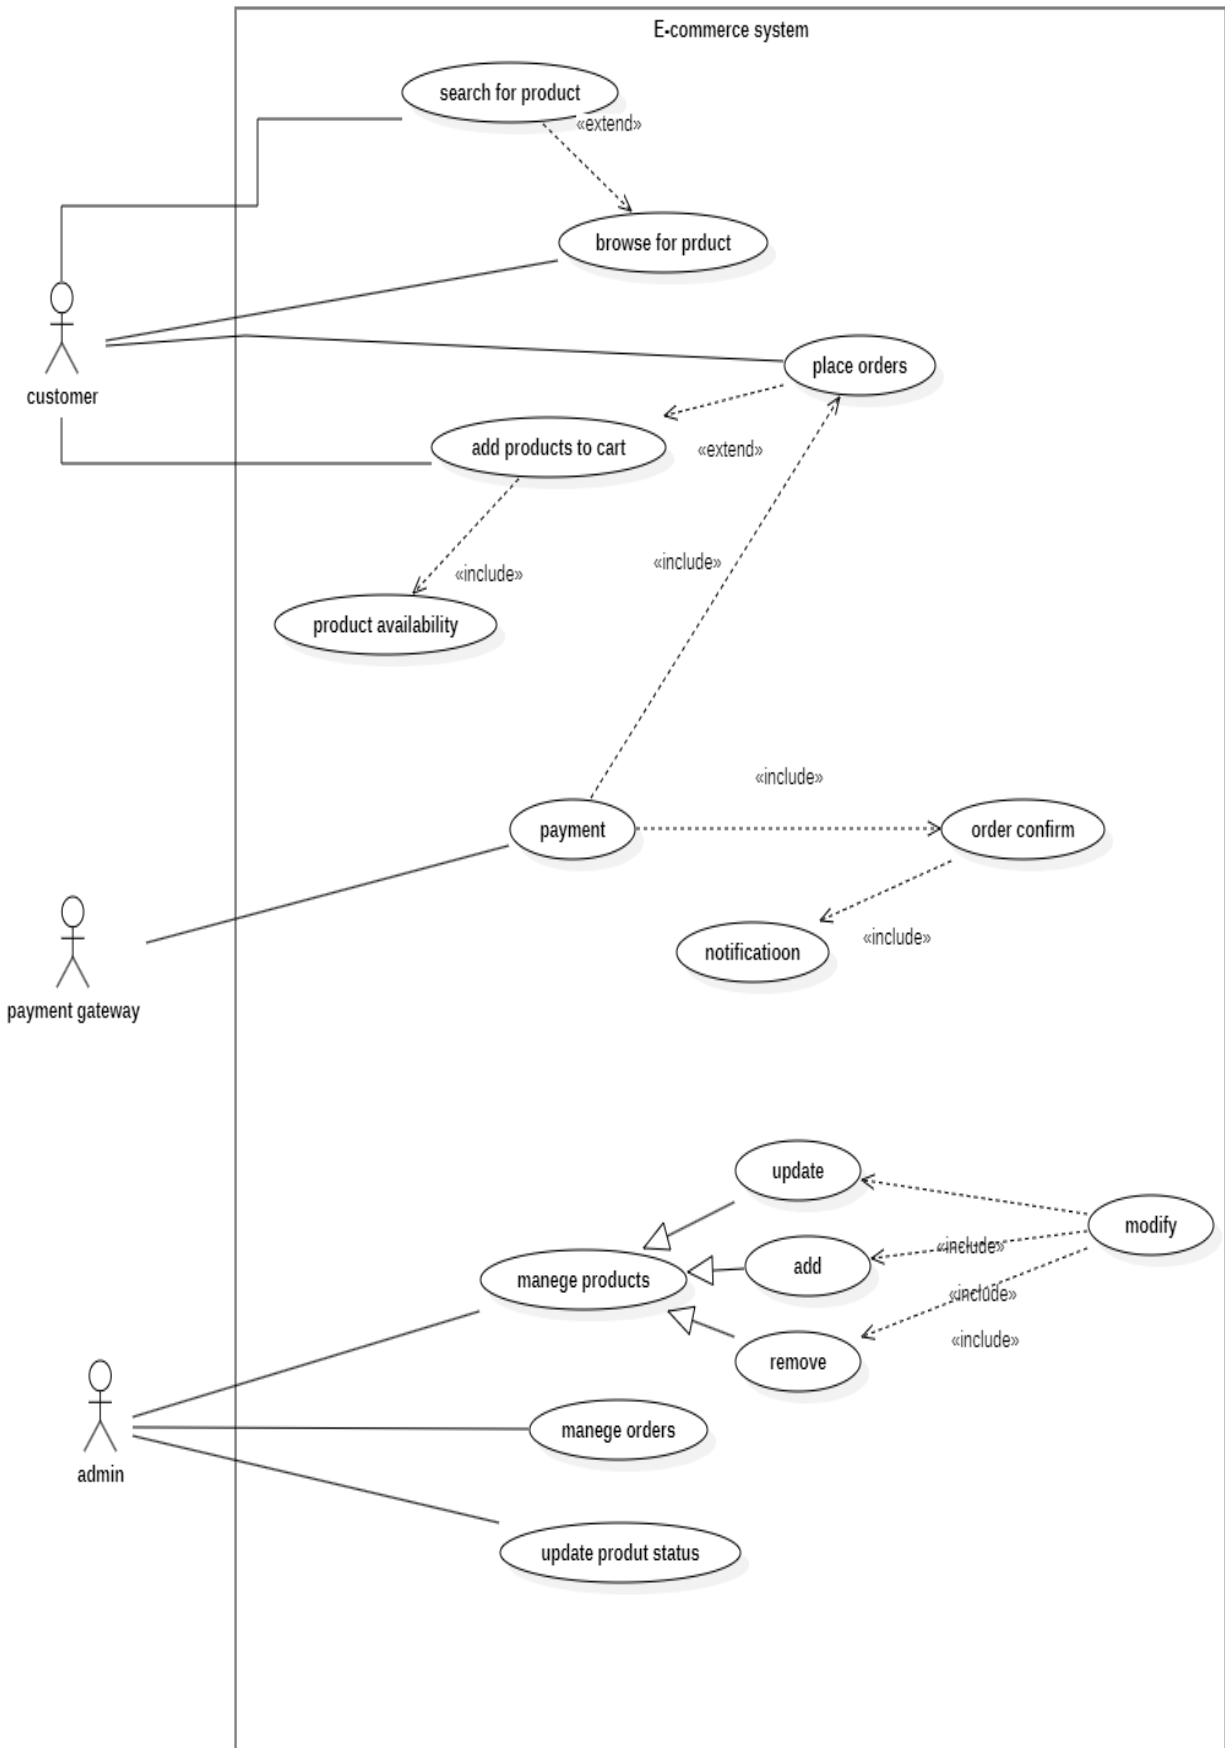 E-commerce system
search for product
«extend»
browse for prduct
customer
place orders
add products to cart
«extend»
«include»
«include»
product availability
«include»
payment
order confirm
«include»
notificatioon
payment gateway
update
modify
«include»
add
manege products
«include»
«include»
remove
manege orders
admin
update produt status